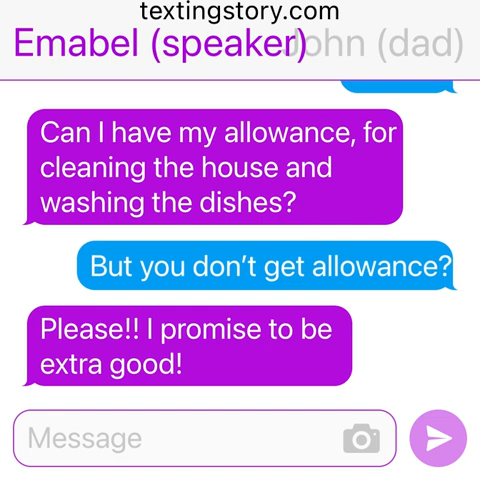 textingstory.com
Emabel (speaker) John (dad)
Can I have my allowance, for
cleaning the house and
washing the dishes?
But you don't get allowance?
Please!! I promise to be
extra good!
Message